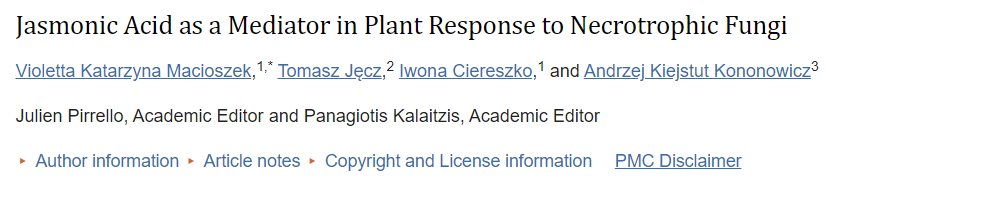 Jasmonic Acid as a Mediator in Plant Response to Necrotrophic Fungi
Violetta Katarzyna Macioszek,1,* Tomasz Jęcz,2 Iwona Ciereszko,1 and Andrzej Kiejstut Kononowicz3
Julien Pirrello, Academic Editor and Panagiotis Kalaitzis, Academic Editor
▸ Author information ▸ Article notes ▸ Copyright and License information PMC Disclaimer